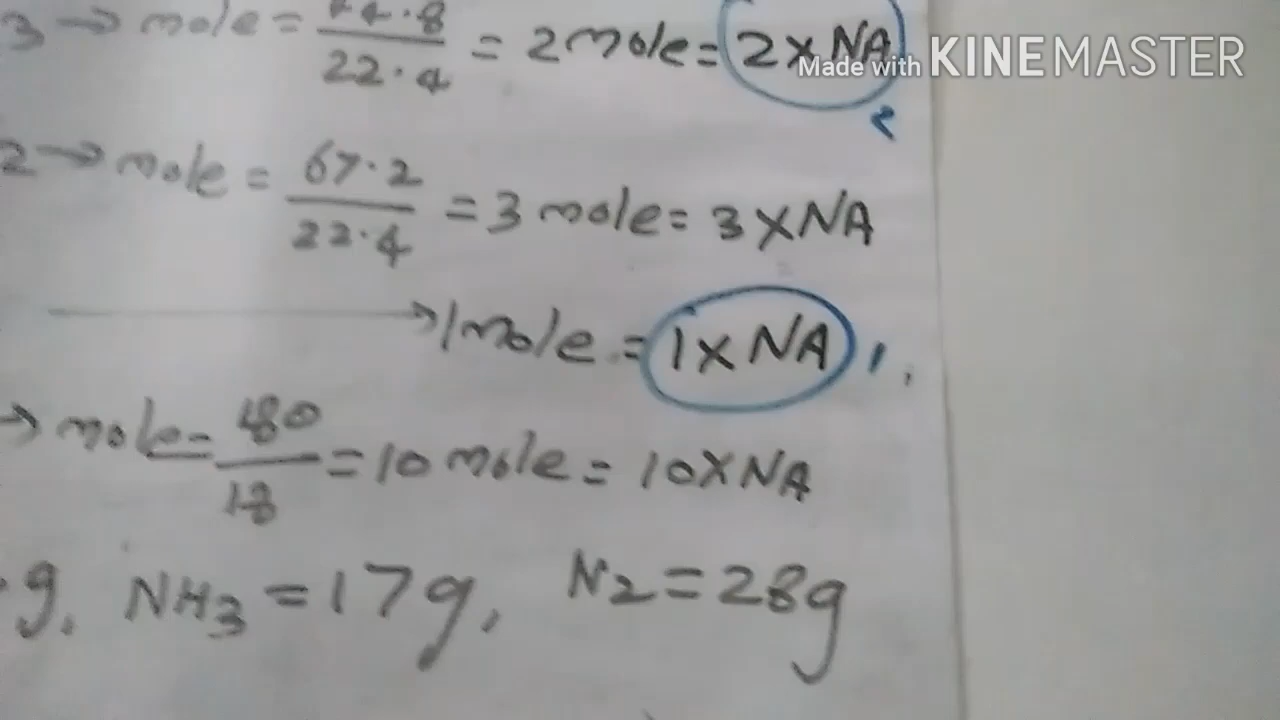 3 → mole = 44.8 / 22.4 = 2 mole = 2 x NA
Made with KINEMASTER
2 → mole = 67.2 / 22.4 = 3 mole = 3 x NA
→ 1 mole = 1 x NA
→ mole = 180 / 18 = 10 mole = 10 x NA
g, NH3 = 17g, N2 = 28g